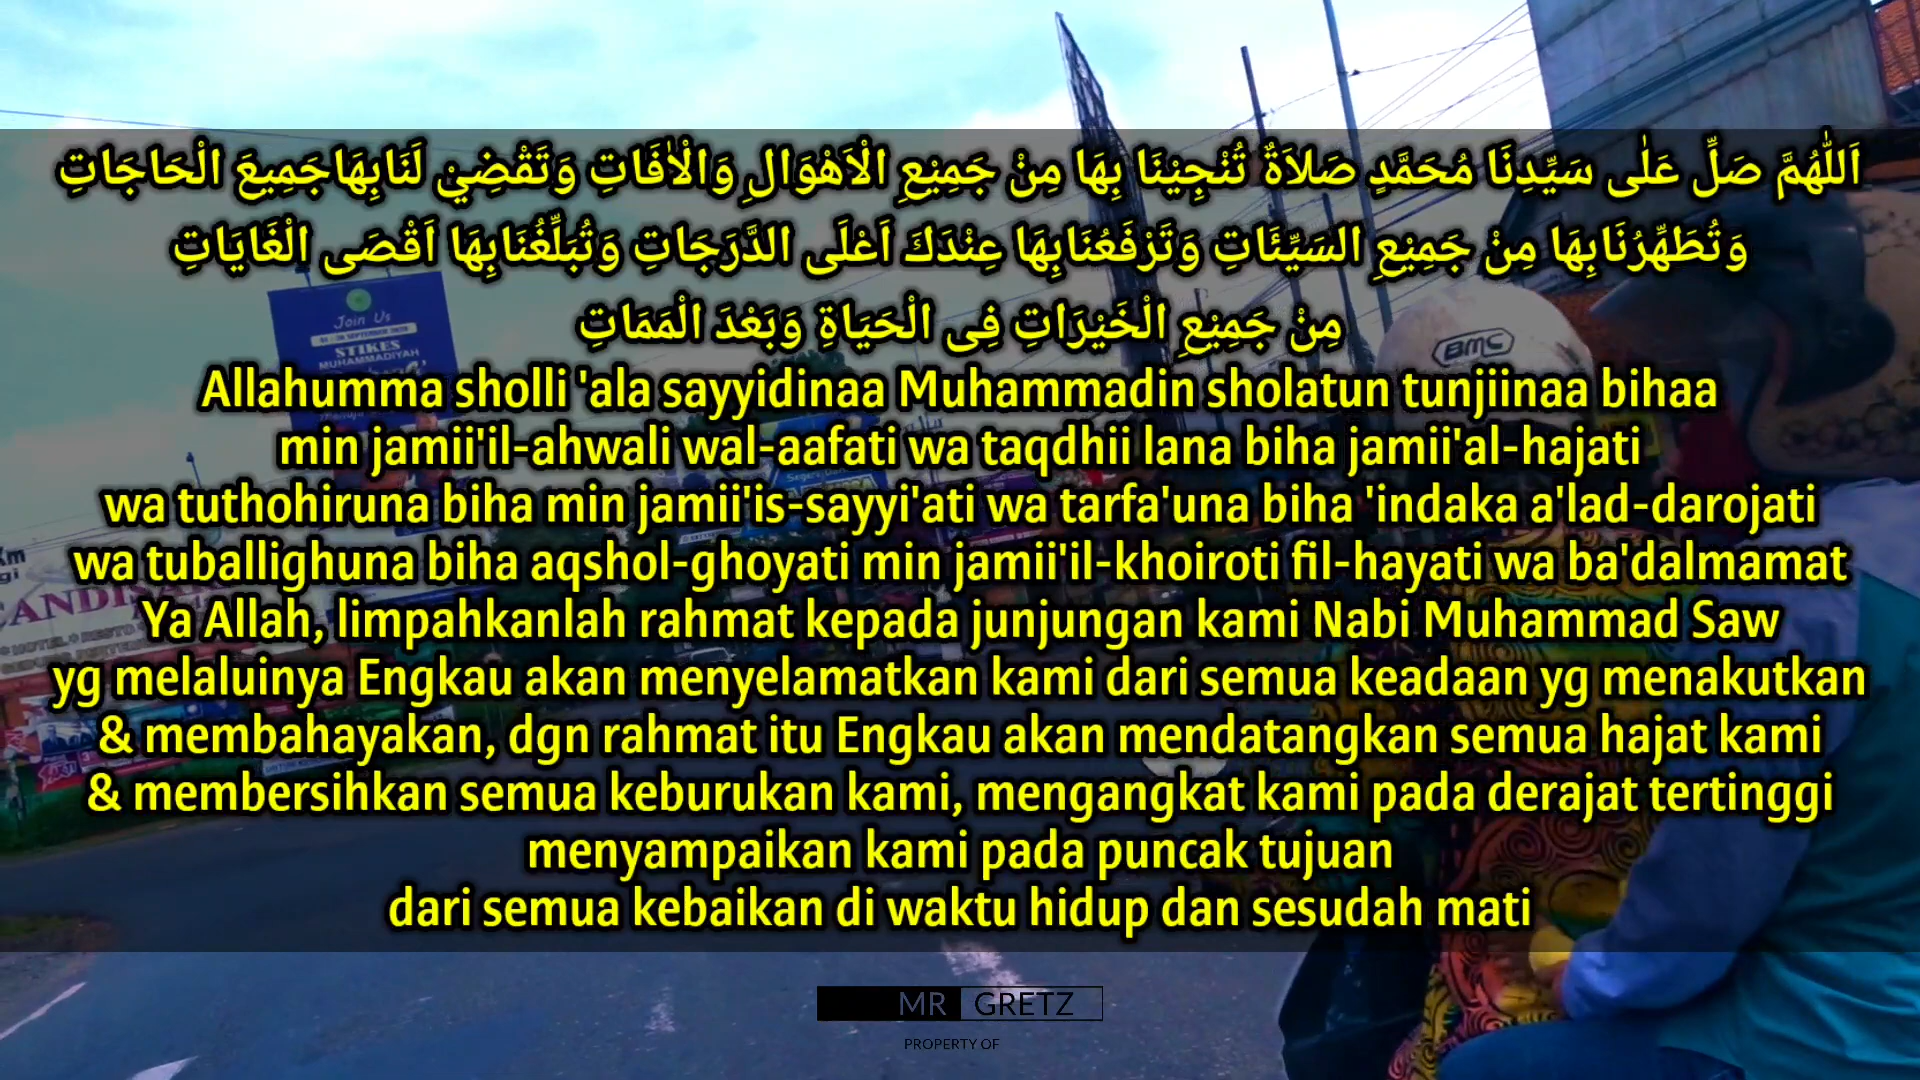 اَللّٰهُمَّ صَلِّ عَلٰى سَيِّدِنَا مُحَمَّدٍ صَلاَةٌ تُنْجِيْنَا بِهَا مِنْ جَمِيْعِ الْاَهْوَالِ وَالْاٰفَاتِ وَتَقْضِيْ لَنَابِهَاجَمِيعَ الْحَاجَاتِ
وَتُطَهِّرُنَابِهَا مِنْ جَمِيْعِ السَيِّئَاتِ وَتَرْفَعُنَابِهَا عِنْدَكَ اَعْلَى الدَّرَجَاتِ وَتُبَلِّغُنَابِهَا اَقْصَى الْغَايَاتِ
مِنْ جَمِيْعِ الْخَيْرَاتِ فِى الْحَيَاةِ وَبَعْدَ الْمَمَاتِ
Allahumma sholli 'ala sayyidinaa Muhammadin sholatun tunjiinaa bihaa
min jamii'il-ahwali wal-aafati wa taqdhii lana biha jamii'al-hajati
wa tuthohiruna biha min jamii'is-sayyi'ati wa tarfa'una biha 'indaka a'lad-darojati
wa tuballighuna biha aqshol-ghoyati min jamii'il-khoiroti fil-hayati wa ba'dalmamat
Ya Allah, limpahkanlah rahmat kepada junjungan kami Nabi Muhammad Saw
yg melaluinya Engkau akan menyelamatkan kami dari semua keadaan yg menakutkan
& membahayakan, dgn rahmat itu Engkau akan mendatangkan semua hajat kami
& membersihkan semua keburukan kami, mengangkat kami pada derajat tertinggi
menyampaikan kami pada puncak tujuan
dari semua kebaikan di waktu hidup dan sesudah mati
Join Us
STIKES
MUHAMMADIYAH
BMC
MR GRETZ
PROPERTY OF